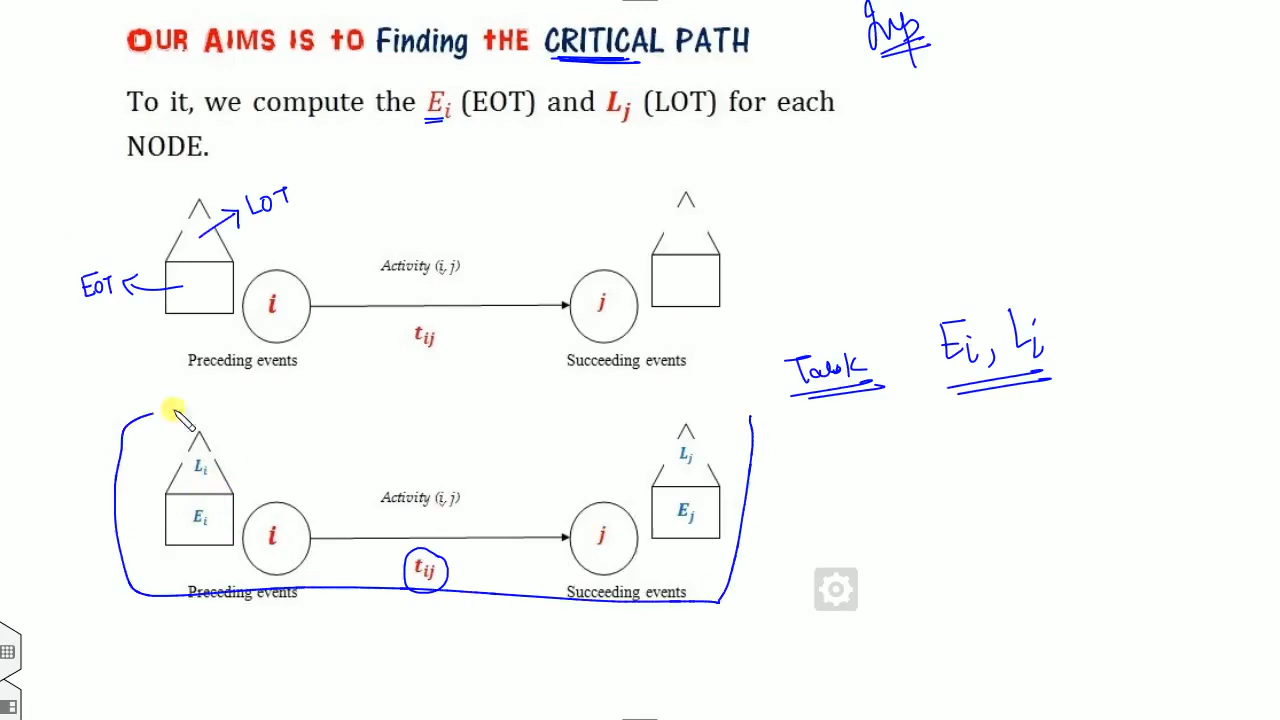 OUR AIMS IS TO Finding THE CRITICAL PATH
Imp
To it, we compute the Ei (EOT) and Lj (LOT) for each
NODE.
LOT
EOT
Activity (i, j)
i
j
tij
Preceding events
Succeeding events
Task
Ei, Li
Li
Lj
Activity (i, j)
Ei
Ej
i
j
tij
Preceding events
Succeeding events